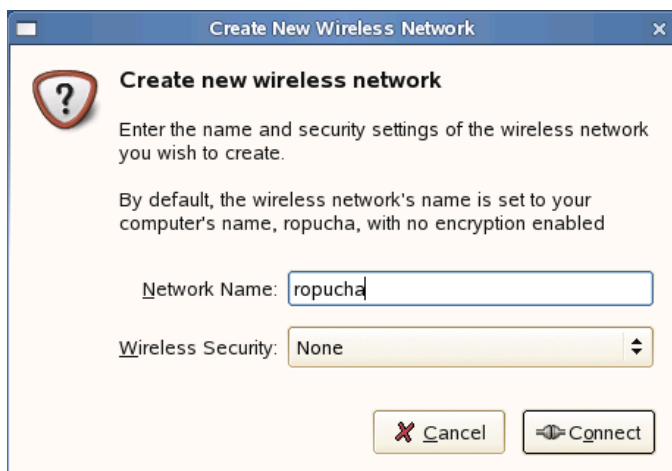 Create New Wireless Network
Create new wireless network
Enter the name and security settings of the wireless network
you wish to create.
By default, the wireless network's name is set to your
computer's name, ropucha, with no encryption enabled
Network Name: ropucha
Wireless Security: None
Cancel Connect